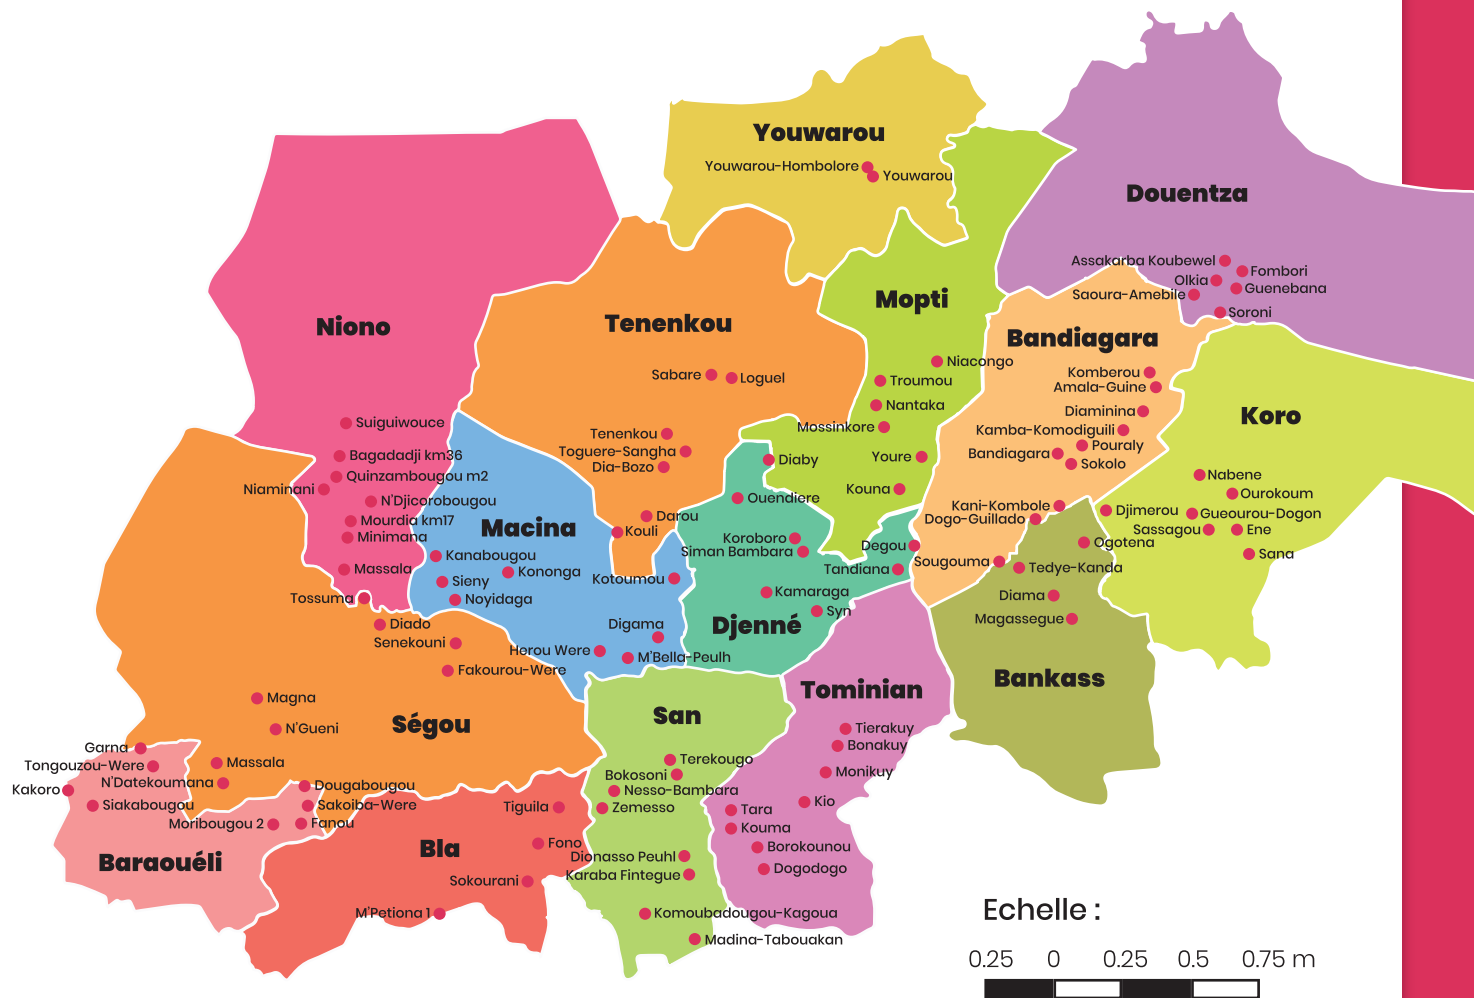 Youwarou
Youwarou-Hombolore
Youwarou
Douentza
Assakarba Koubewel
Fombori
Olkia
Guenebana
Saoura-Amebile
Soroni
Mopti
Niono
Tenenkou
Bandiagara
Niacongo
Komberou
Sabare
Loguel
Troumou
Amala-Guine
Nantaka
Diaminina
Koro
Suiguiwouce
Mossinkore
Kamba-Komodiguili
Tenenkou
Pouraly
Toguere-Sangha
Bandiagara
Bagadadji km36
Diaby
Youre
Sokolo
Dia-Bozo
Quinzambougou m2
Nabene
Niaminani
Kouna
Ourokoum
N'Djicorobougou
Ouendiere
Kani-Kombole
Djimerou
Gueourou-Dogon
Darou
Dogo-Guillado
Mourdia km17
Macina
Kouli
Sassagou
Ene
Minimana
Koroboro
Ogotena
Siman Bambara
Degou
Sana
Kanabougou
Sougouma
Massala
Kononga
Tandiana
Tedye-Kanda
Sieny
Kotoumou
Kamaraga
Diama
Tossuma
Noyidaga
Syn
Magassegue
Diado
Digama
Djenné
Senekouni
Herou Were
M'Bella-Peulh
Fakourou-Were
Bankass
Magna
Tominian
San
Ségou
N'Gueni
Tierakuy
Garna
Bonakuy
Tongouzou-Were
Massala
Terekougo
N'Datekoumana
Bokosoni
Monikuy
Kakoro
Dougabougou
Nesso-Bambara
Siakabougou
Sakoiba-Were
Tiguila
Zemesso
Kio
Tara
Moribougou 2
Fanou
Kouma
Baraouéli
Bla
Fono
Borokounou
Dionasso Peuhl
Dogodogo
Sokourani
Karaba Fintegue
M'Petiona 1
Komoubadougou-Kagoua
Echelle :
Madina-Tabouakan
0.25 0 0.25 0.5 0.75 m